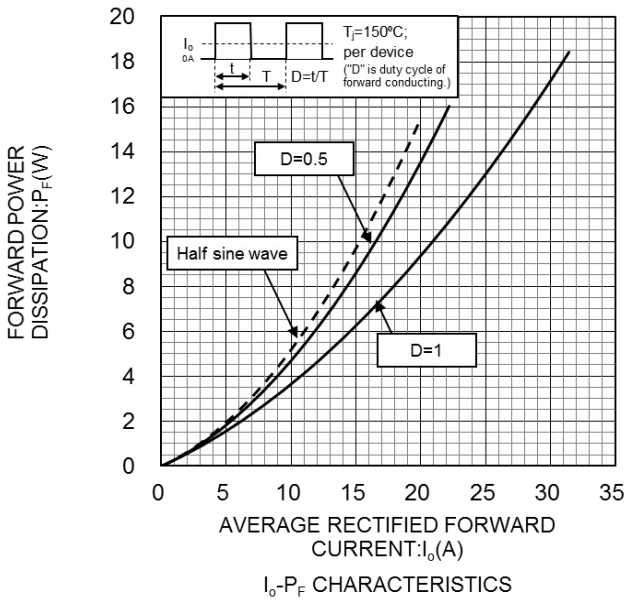 20
18
16
14
12
10
8
6
4
2
0
0
5
10
15
20
25
30
35
FORWARD POWER
DISSIPATION:PF(W)
Io
0A
t
T
D=t/T
Tj=150ºC;
per device
("D" is duty cycle of
forward conducting.)
D=0.5
Half sine wave
D=1
AVERAGE RECTIFIED FORWARD
CURRENT:Io(A)
Io-PF CHARACTERISTICS